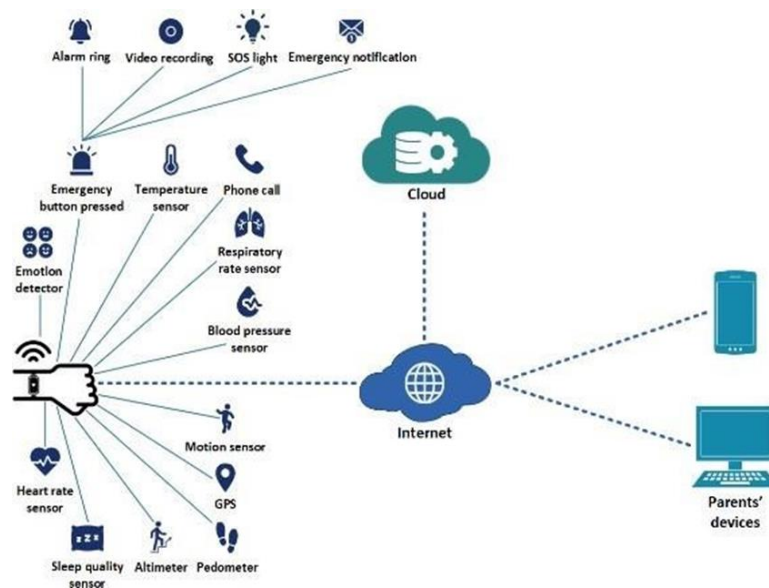 Alarm ring
Video recording
SOS light
Emergency notification
Emergency
button pressed
Temperature
sensor
Phone call
Respiratory
rate sensor
Emotion
detector
Blood pressure
sensor
Cloud
Internet
Motion sensor
Heart rate
sensor
GPS
Sleep quality
sensor
Altimeter
Pedometer
Parents'
devices